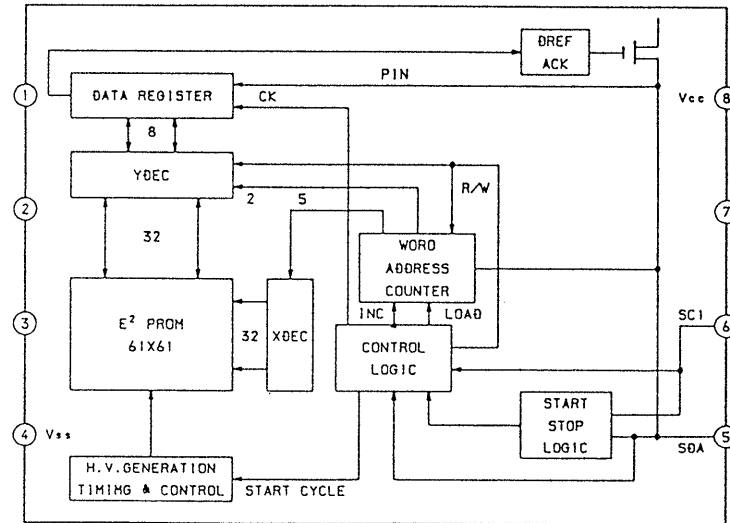 DREF
ACK
PIN
1
DATA REGISTER
CK
Vcc
8
8
YDEC
R/W
2
5
2
7
32
WORD
ADDRESS
COUNTER
INC
LOAD
SC1
3
E² PROM
61X61
32
XDEC
CONTROL
LOGIC
6
START
STOP
LOGIC
4
Vss
5
SDA
H.V.GENERATION
TIMIMG & CONTROL
START CYCLE